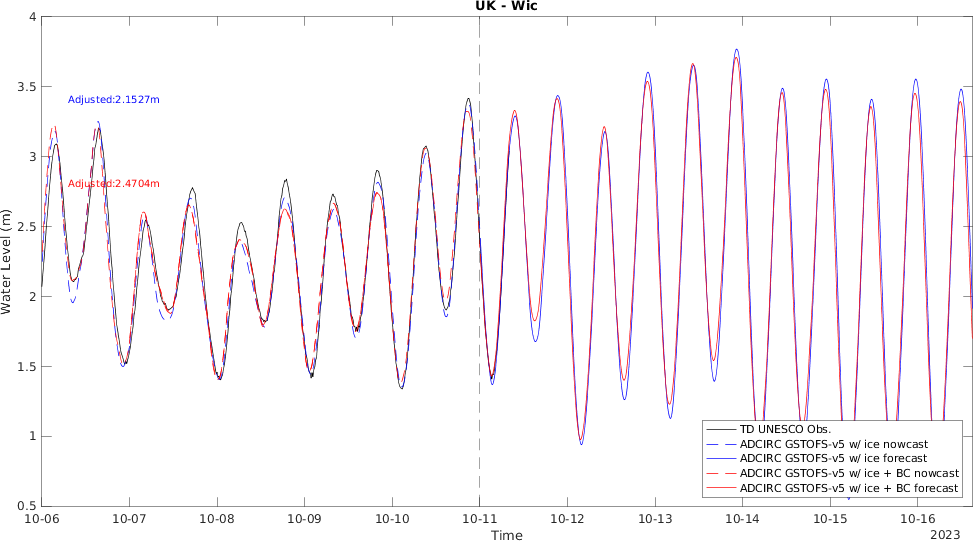 UK - Wic
4
3.5
3
2.5
2
1.5
1
0.5
Water Level (m)
Adjusted:2.1527m
Adjusted:2.4704m
TD UNESCO Obs.
ADCIRC GSTOFS-v5 w/ ice nowcast
ADCIRC GSTOFS-v5 w/ ice forecast
ADCIRC GSTOFS-v5 w/ ice + BC nowcast
ADCIRC GSTOFS-v5 w/ ice + BC forecast
10-06 10-07 10-08 10-09 10-10 10-11 10-12 10-13 10-14 10-15 10-16
Time
2023